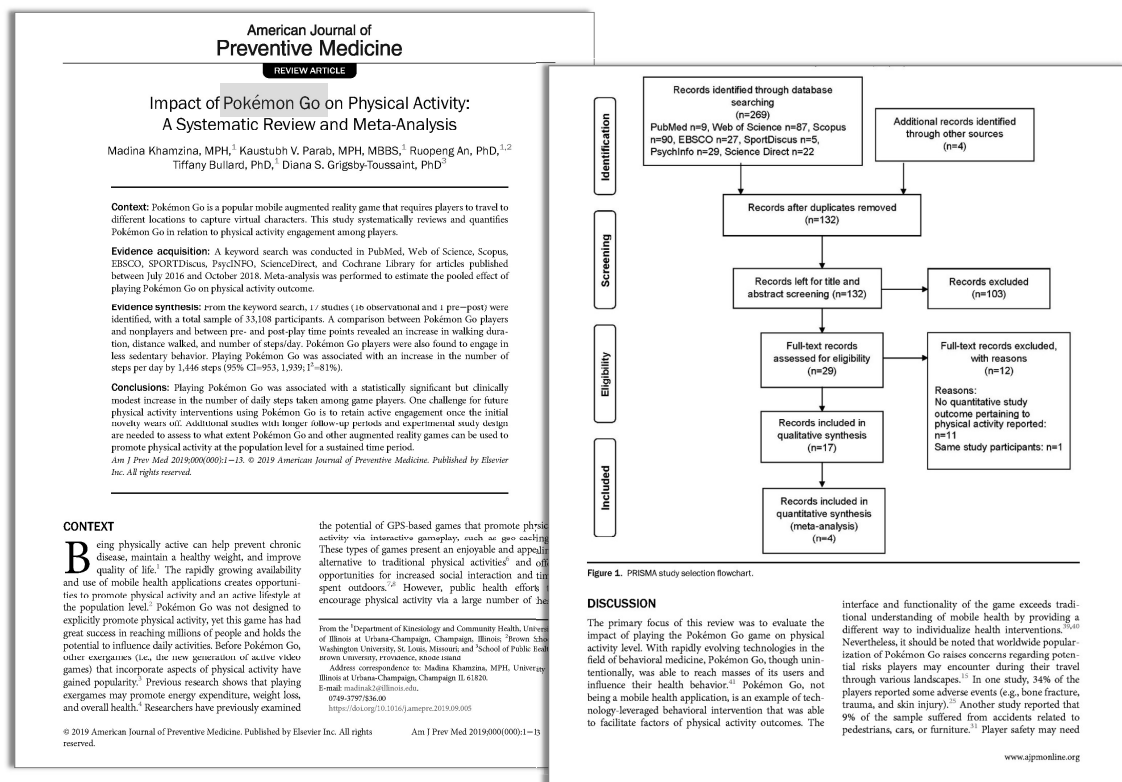 American Journal of
Preventive Medicine
REVIEW ARTICLE
Impact of Pokémon Go on Physical Activity:
A Systematic Review and Meta-Analysis
Madina Khamzina, MPH,1 Kaustubh V. Parab, MPH, MBBS,1 Ruopeng An, PhD,1,2
Tiffany Bullard, PhD,1 Diana S. Grigsby-Toussaint, PhD3
Context: Pokémon Go is a popular mobile augmented reality game that requires players to travel to
different locations to capture virtual characters. This study systematically reviews and quantifies
Pokémon Go in relation to physical activity engagement among players.
Evidence acquisition: A keyword search was conducted in PubMed, Web of Science, Scopus,
EBSCO, SPORTDiscus, PsycINFO, ScienceDirect, and Cochrane Library for articles published
between July 2016 and October 2018. Meta-analysis was performed to estimate the pooled effect of
playing Pokémon Go on physical activity outcome.
Evidence synthesis: From the keyword search, 17 studies (16 observational and 1 pre−post) were
identified, with a total sample of 33,108 participants. A comparison between Pokémon Go players
and nonplayers and between pre- and post-play time points revealed an increase in walking dura-
tion, distance walked, and number of steps/day. Pokémon Go players were also found to engage in
less sedentary behavior. Playing Pokémon Go was associated with an increase in the number of
steps per day by 1,446 steps (95% CI=953, 1,939; I2=81%).
Conclusions: Playing Pokémon Go was associated with a statistically significant but clinically
modest increase in the number of daily steps taken among game players. One challenge for future
physical activity interventions using Pokémon Go is to retain active engagement once the initial
novelty wears off. Additional studies with longer follow-up periods and experimental study design
are needed to assess to what extent Pokémon Go and other augmented reality games can be used to
promote physical activity at the population level for a sustained time period.
Am J Prev Med 2019;000(000):1−13. © 2019 American Journal of Preventive Medicine. Published by Elsevier
Inc. All rights reserved.
CONTEXT
Being physically active can help prevent chronic
disease, maintain a healthy weight, and improve
quality of life.1 The rapidly growing availability
and use of mobile health applications creates opportuni-
ties to promote physical activity and an active lifestyle at
the population level.2 Pokémon Go was not designed to
explicitly promote physical activity, yet this game has had
great success in reaching millions of people and holds the
potential to influence daily activities. Before Pokémon Go,
other exergames (i.e., the new generation of active video
games) that incorporate aspects of physical activity have
gained popularity.3 Previous research shows that playing
exergames may promote energy expenditure, weight loss,
and overall health.4 Researchers have previously examined
the potential of GPS-based games that promote physic
activity via interactive gameplay, such as geo caching
These types of games present an enjoyable and appealin
alternative to traditional physical activities6 and offe
opportunities for increased social interaction and tim
spent outdoors.7,8 However, public health efforts t
encourage physical activity via a large number of hea
From the 1Department of Kinesiology and Community Health, Univers
of Illinois at Urbana-Champaign, Champaign, Illinois; 2Brown Scho
Washington University, St. Louis, Missouri; and 3School of Public Heal
Brown University, Providence, Rhode Island
Address correspondence to: Madina Khamzina, MPH, University
Illinois at Urbana-Champaign, Champaign IL 61820.
E-mail: madinak2@illinois.edu.
0749-3797/$36.00
https://doi.org/10.1016/j.amepre.2019.09.005
© 2019 American Journal of Preventive Medicine. Published by Elsevier Inc. All rights
reserved.
Am J Prev Med 2019;000(000):1−13
Identification
Records identified through database
searching
(n=269)
PubMed n=9, Web of Science n=87, Scopus
n=90, EBSCO n=27, SportDiscus n=5,
PsychInfo n=29, Science Direct n=22
Additional records identified
through other sources
(n=4)
Screening
Records after duplicates removed
(n=132)
Records left for title and
abstract screening (n=132)
Records excluded
(n=103)
Eligibility
Full-text records
assessed for eligibility
(n=29)
Full-text records excluded,
with reasons
(n=12)
Reasons:
No quantitative study
outcome pertaining to
physical activity reported:
n=11
Same study participants: n=1
Included
Records included in
qualitative synthesis
(n=17)
Records included in
quantitative synthesis
(meta-analysis)
(n=4)
Figure 1. PRISMA study selection flowchart.
DISCUSSION
The primary focus of this review was to evaluate the
impact of playing the Pokémon Go game on physical
activity level. With rapidly evolving technologies in the
field of behavioral medicine, Pokémon Go, though unin-
tentionally, was able to reach masses of its users and
influence their health behavior.41 Pokémon Go, not
being a mobile health application, is an example of tech-
nology-leveraged behavioral intervention that was able
to facilitate factors of physical activity outcomes. The
interface and functionality of the game exceeds tradi-
tional understanding of mobile health by providing a
different way to individualize health interventions.39,40
Nevertheless, it should be noted that worldwide popular-
ization of Pokémon Go raises concerns regarding poten-
tial risks players may encounter during their travel
through various landscapes.15 In one study, 34% of the
players reported some adverse events (e.g., bone fracture,
trauma, and skin injury).25 Another study reported that
9% of the sample suffered from accidents related to
pedestrians, cars, or furniture.31 Player safety may need
www.ajpmonline.org